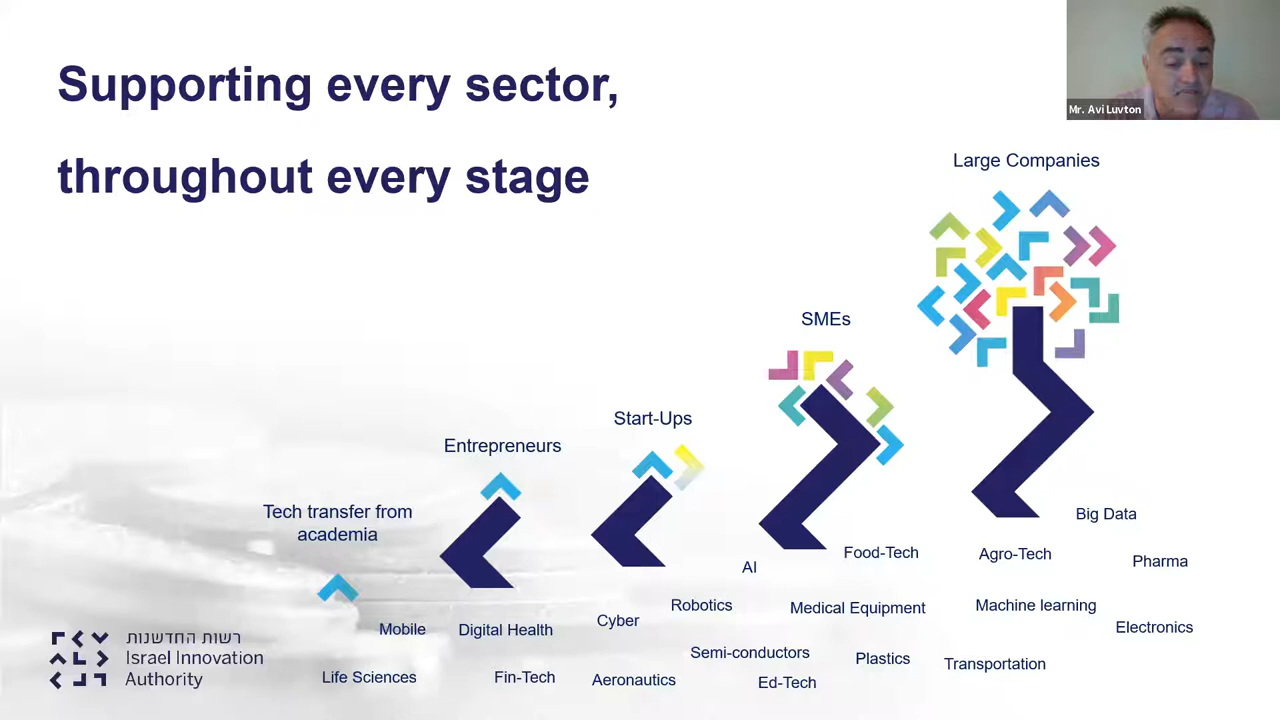 Supporting every sector,
throughout every stage
Mr. Avi Luvton
Large Companies
SMEs
Start-Ups
Entrepreneurs
Tech transfer from
academia
Big Data
AI
Food-Tech
Agro-Tech
Pharma
Robotics
Medical Equipment
Machine learning
Mobile
Digital Health
Cyber
Electronics
Semi-conductors
Plastics
Transportation
Life Sciences
Fin-Tech
Aeronautics
Ed-Tech
רשות החדשנות
Israel Innovation
Authority